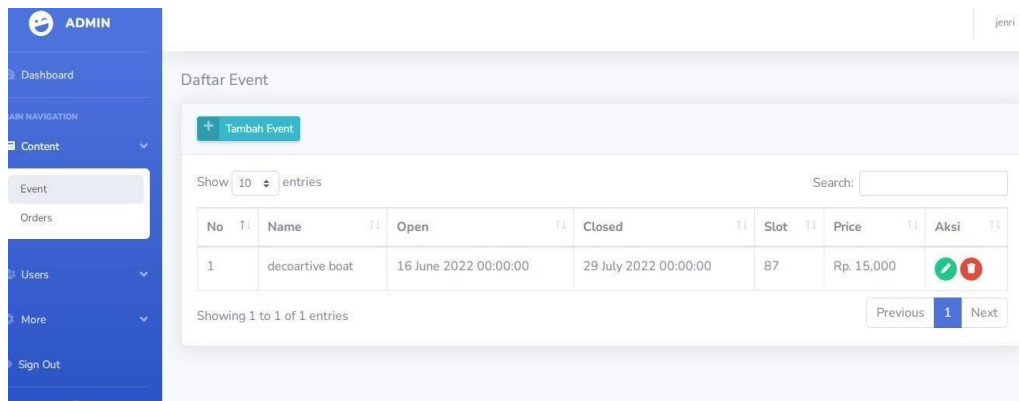 ADMIN
jenri
Dashboard
MAIN NAVIGATION
Content
Event
Orders
Users
More
Sign Out
Daftar Event
+ Tambah Event
Show 10 entries
Search:
No Name Open Closed Slot Price Aksi
1 decoartive boat 16 June 2022 00:00:00 29 July 2022 00:00:00 87 Rp. 15,000
Showing 1 to 1 of 1 entries
Previous 1 Next